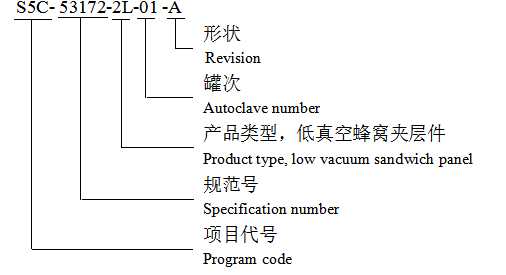 S5C-53172-2L-01-A
形状
Revision
罐次
Autoclave number
产品类型，低真空蜂窝夹层件
Product type, low vacuum sandwich panel
规范号
Specification number
项目代号
Program code